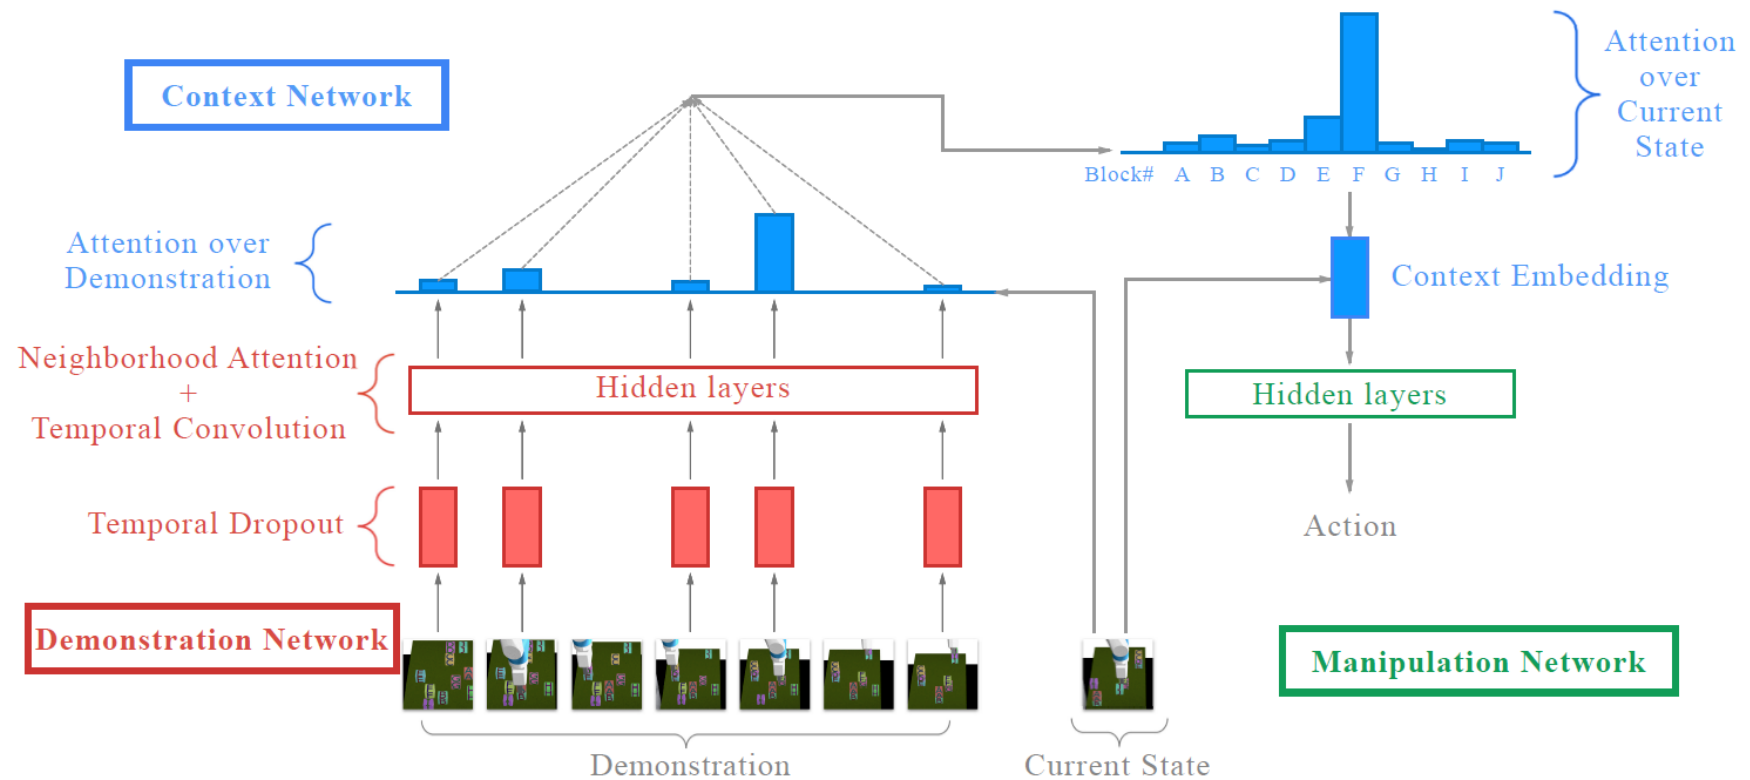 Context Network
Attention
over
Current
State
Block# A B C D E F G H I J
Attention over
Demonstration
Context Embedding
Neighborhood Attention
+
Temporal Convolution
Hidden layers
Hidden layers
Temporal Dropout
Action
Demonstration Network
Manipulation Network
Demonstration
Current State